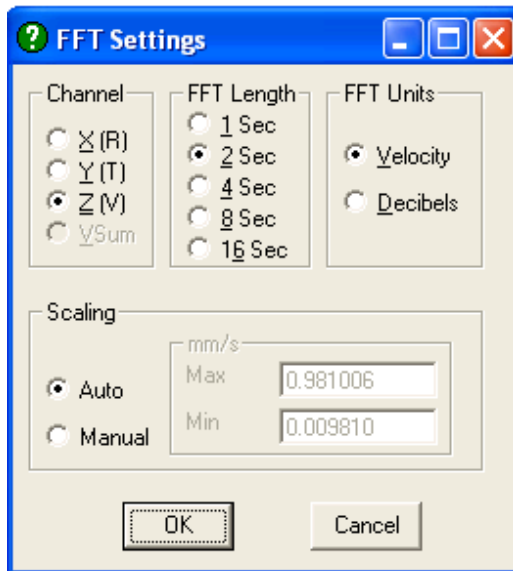 FFT Settings
Channel
X (R)
Y (T)
Z (V)
VSum
FFT Length
1 Sec
2 Sec
4 Sec
8 Sec
16 Sec
FFT Units
Velocity
Decibels
Scaling
Auto
Manual
mm/s
Max 0.981006
Min 0.009810
OK
Cancel